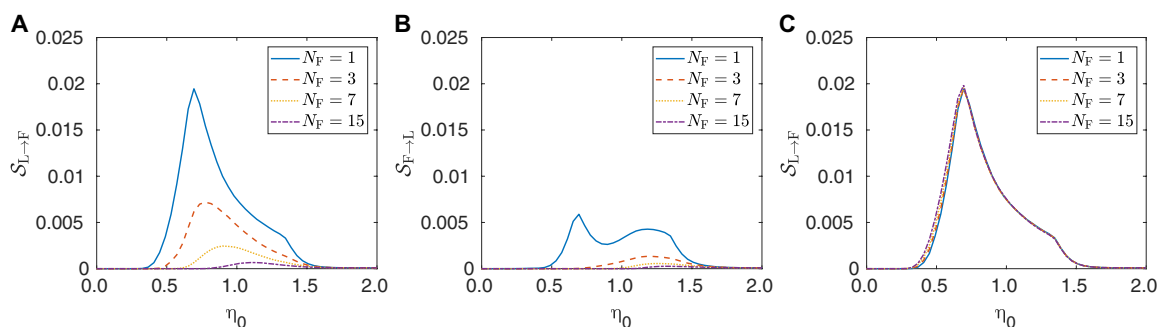 A
0.025
0.02
0.015
0.01
0.005
0
0.0
0.5
1.0
1.5
2.0
η₀
𝒮_{L→F}
N_F = 1
N_F = 3
N_F = 7
N_F = 15
B
0.025
0.02
0.015
0.01
0.005
0
0.0
0.5
1.0
1.5
2.0
η₀
𝒮_{F→L}
N_F = 1
N_F = 3
N_F = 7
N_F = 15
C
0.025
0.02
0.015
0.01
0.005
0
0.0
0.5
1.0
1.5
2.0
η₀
𝒮_{L→F}
N_F = 1
N_F = 3
N_F = 7
N_F = 15